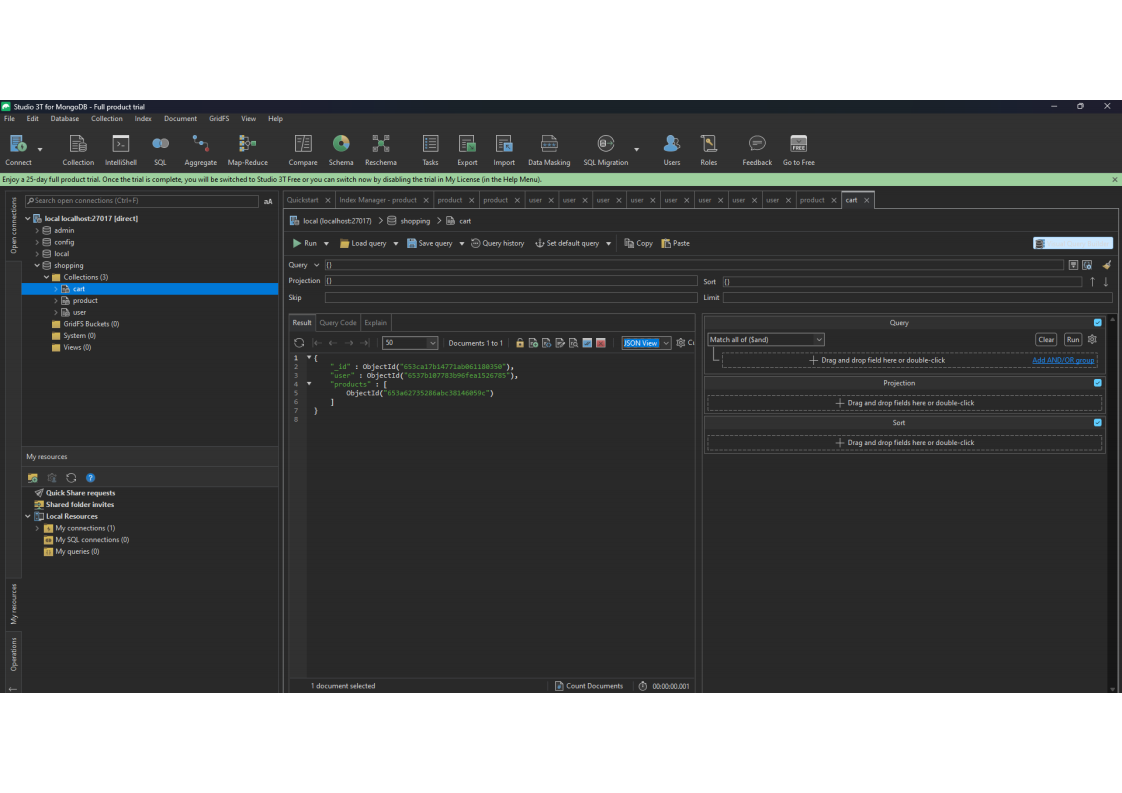 Studio 3T for MongoDB - Full product trial
File Edit Database Collection Index Document GridFS View Help
Connect Collection IntelliShell SQL Aggregate Map-Reduce Compare Schema Reschema Tasks Export Import Data Masking SQL Migration Users Roles Feedback Go to Free
FREE
Enjoy a 25-day full product trial. Once the trial is complete, you will be switched to Studio 3T Free or you can switch now by disabling the trial in My License (in the Help Menu).
Open connections
Search open connections (Ctrl+F) aA
local localhost:27017 [direct]
admin
config
local
shopping
Collections (3)
cart
product
user
GridFS Buckets (0)
System (0)
Views (0)
My resources
Quick Share requests
Shared folder invites
Local Resources
My connections (1)
My SQL connections (0)
My queries (0)
My resources
Operations
Quickstart Index Manager - product product product user user user user user user user user product cart
local (localhost:27017) shopping cart
Run Load query Save query Query history Set default query Copy Paste
Query {}
Projection {} Sort {}
Skip Limit
Result Query Code Explain
50 Documents 1 to 1 JSON View
1 {
2 "_id" : ObjectId("653ca17b14771ab061180350"),
3 "user" : ObjectId("6537b107783b96fea1526785"),
4 "products" : [
5 ObjectId("653a62735286abc38146059c")
6 ]
7 }
8
1 document selected Count Documents 00:00:00.001
Query
Match all of ($and) Clear Run
Drag and drop field here or double-click Add AND/OR group
Projection
Drag and drop fields here or double-click
Sort
Drag and drop fields here or double-click